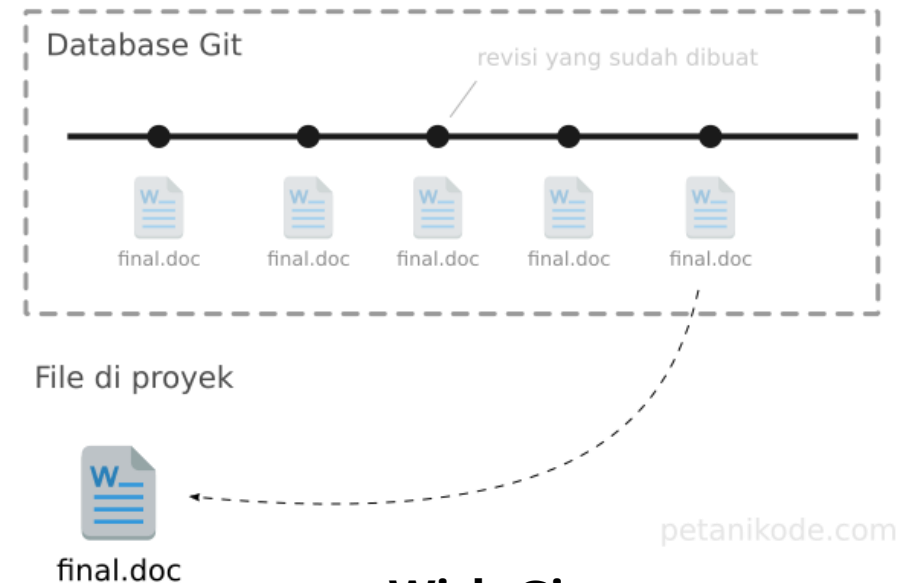 Database Git
revisi yang sudah dibuat
W
W
W
W
W
final.doc
final.doc
final.doc
final.doc
final.doc
File di proyek
W
petanikode.com
final.doc